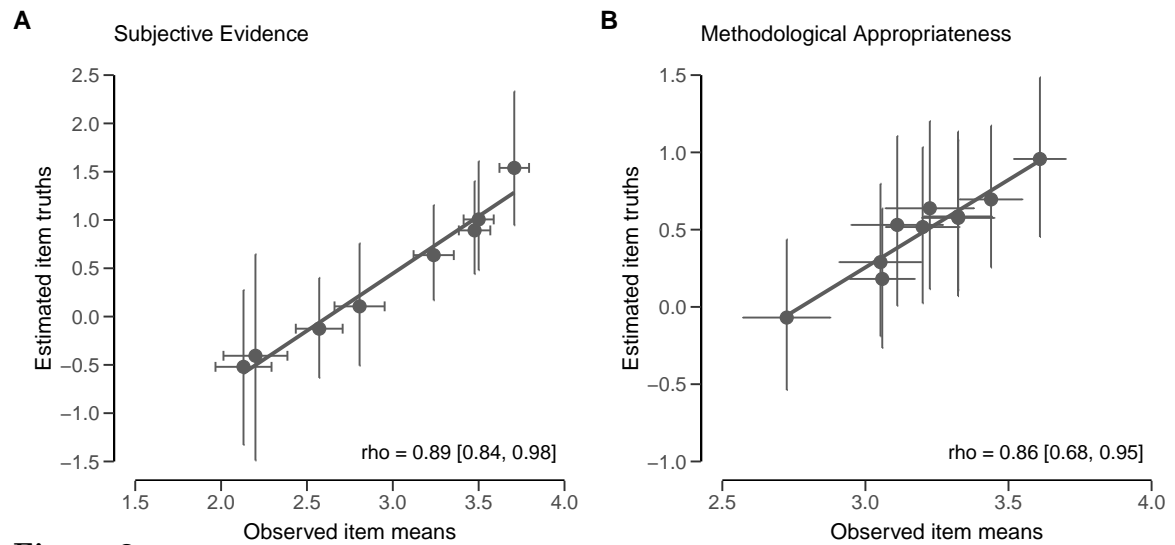 A
Subjective Evidence
2.5
2.0
1.5
1.0
0.5
0.0
−0.5
−1.0
−1.5
Estimated item truths
rho = 0.89 [0.84, 0.98]
1.5 2.0 2.5 3.0 3.5 4.0
Observed item means
B
Methodological Appropriateness
1.5
1.0
0.5
0.0
−0.5
−1.0
Estimated item truths
rho = 0.86 [0.68, 0.95]
2.5 3.0 3.5 4.0
Observed item means